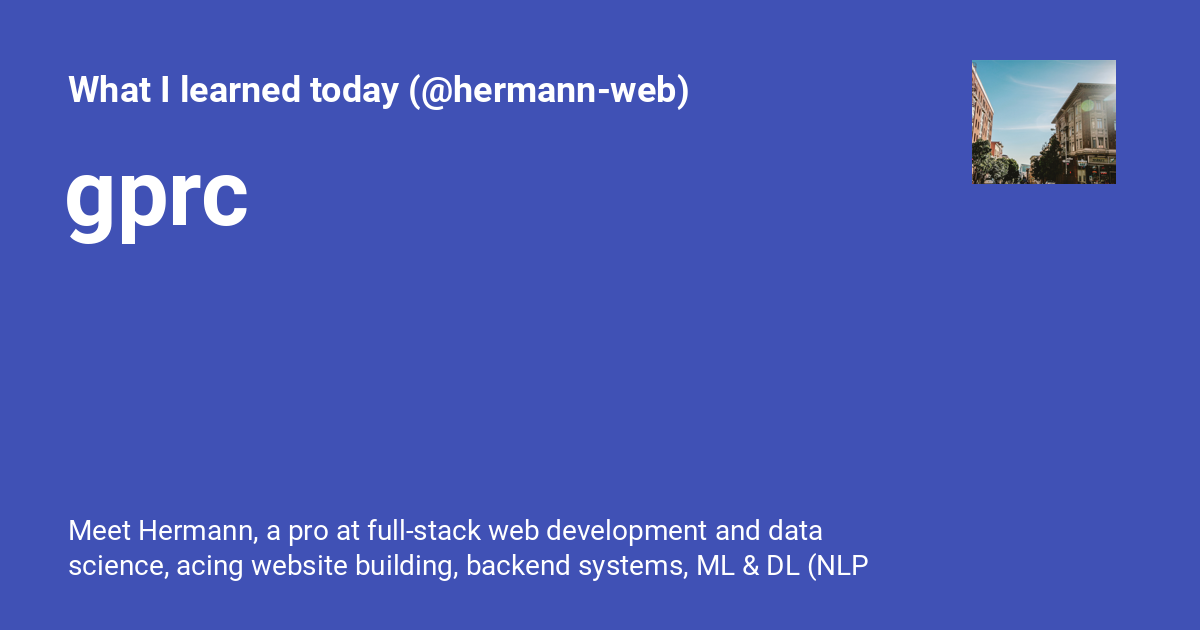 What I learned today (@hermann-web)
gprc
Meet Hermann, a pro at full-stack web development and data
science, acing website building, backend systems, ML & DL (NLP